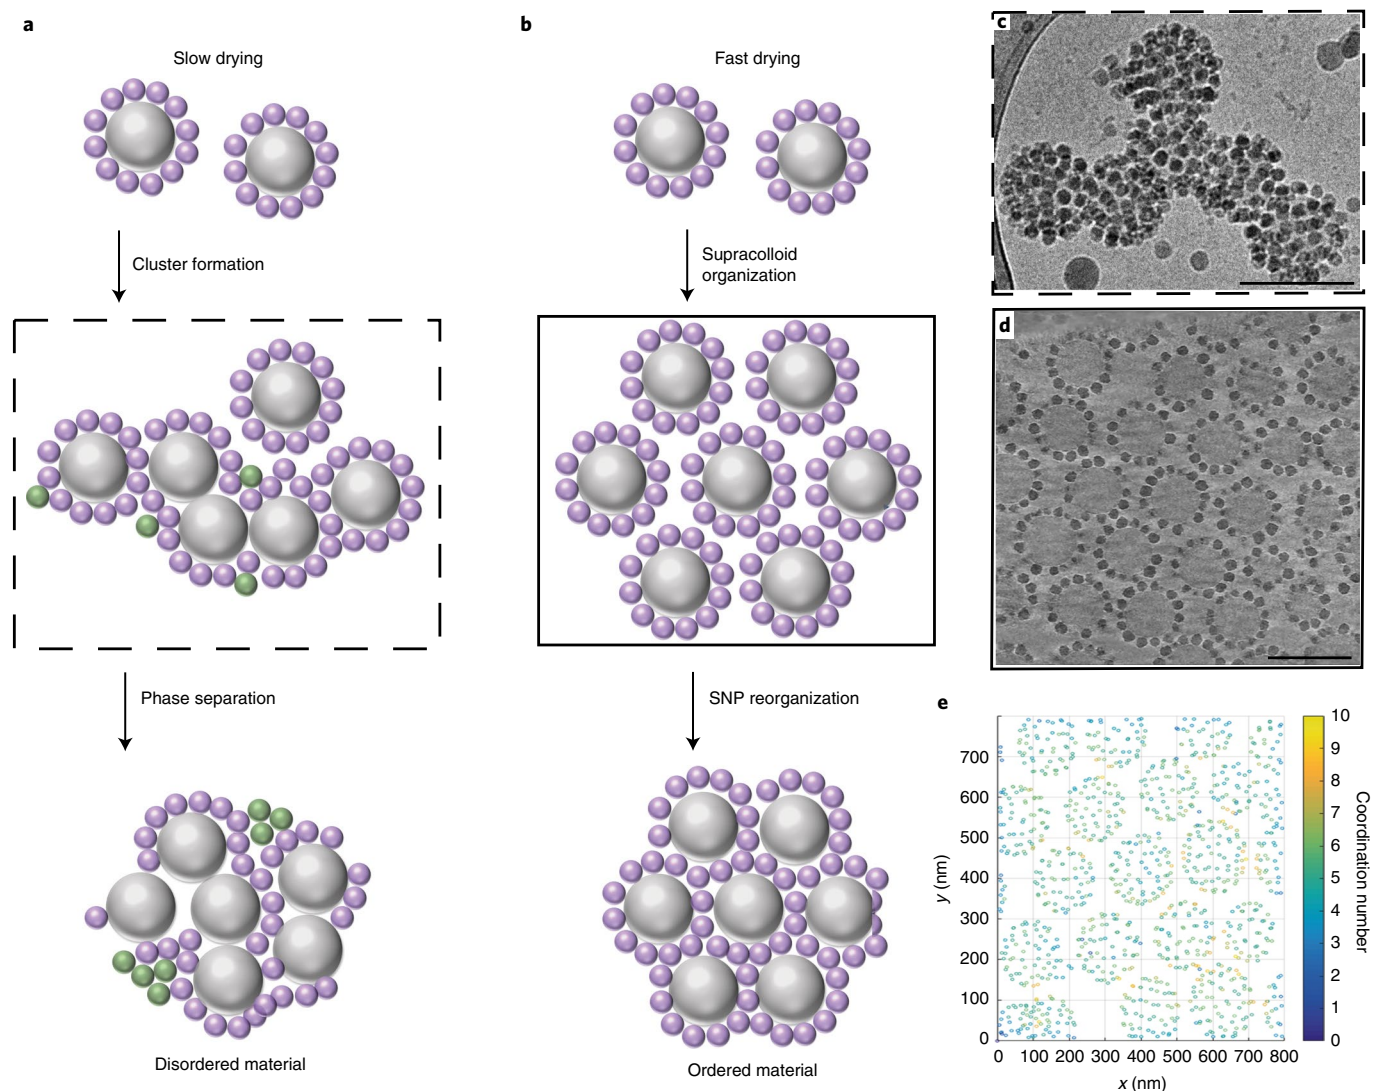 a
Slow drying
Cluster formation
Phase separation
Disordered material
b
Fast drying
Supracolloid
organization
SNP reorganization
Ordered material
c
d
e
700
600
500
400
300
200
100
0
y (nm)
0 100 200 300 400 500 600 700 800
x (nm)
10
9
8
7
6
5
4
3
2
1
0
Coordination number